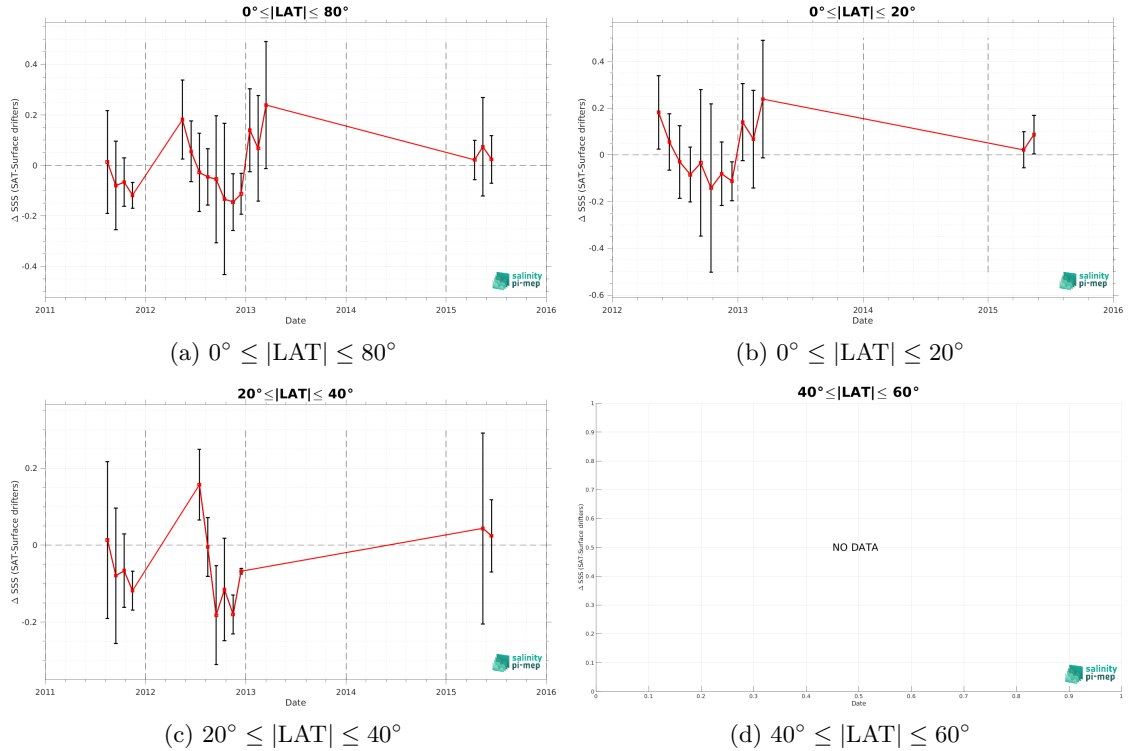 0°≤|LAT|≤ 80°
Δ SSS (SAT-Surface drifters)
0.4
0.2
0
-0.2
-0.4
2011 2012 2013 2014 2015 2016
Date
salinity
pi-mep
(a) 0° ≤ |LAT| ≤ 80°
0°≤|LAT|≤ 20°
Δ SSS (SAT-Surface drifters)
0.4
0.2
0
-0.2
-0.4
-0.6
2012 2013 2014 2015 2016
Date
salinity
pi-mep
(b) 0° ≤ |LAT| ≤ 20°
20°≤|LAT|≤ 40°
Δ SSS (SAT-Surface drifters)
0.2
0
-0.2
2011 2012 2013 2014 2015 2016
Date
salinity
pi-mep
(c) 20° ≤ |LAT| ≤ 40°
40°≤|LAT|≤ 60°
Δ SSS (SAT-Surface drifters)
1
0.9
0.8
0.7
0.6
0.5
0.4
0.3
0.2
0.1
0
NO DATA
0 0.1 0.2 0.3 0.4 0.5 0.6 0.7 0.8 0.9 1
Date
salinity
pi-mep
(d) 40° ≤ |LAT| ≤ 60°